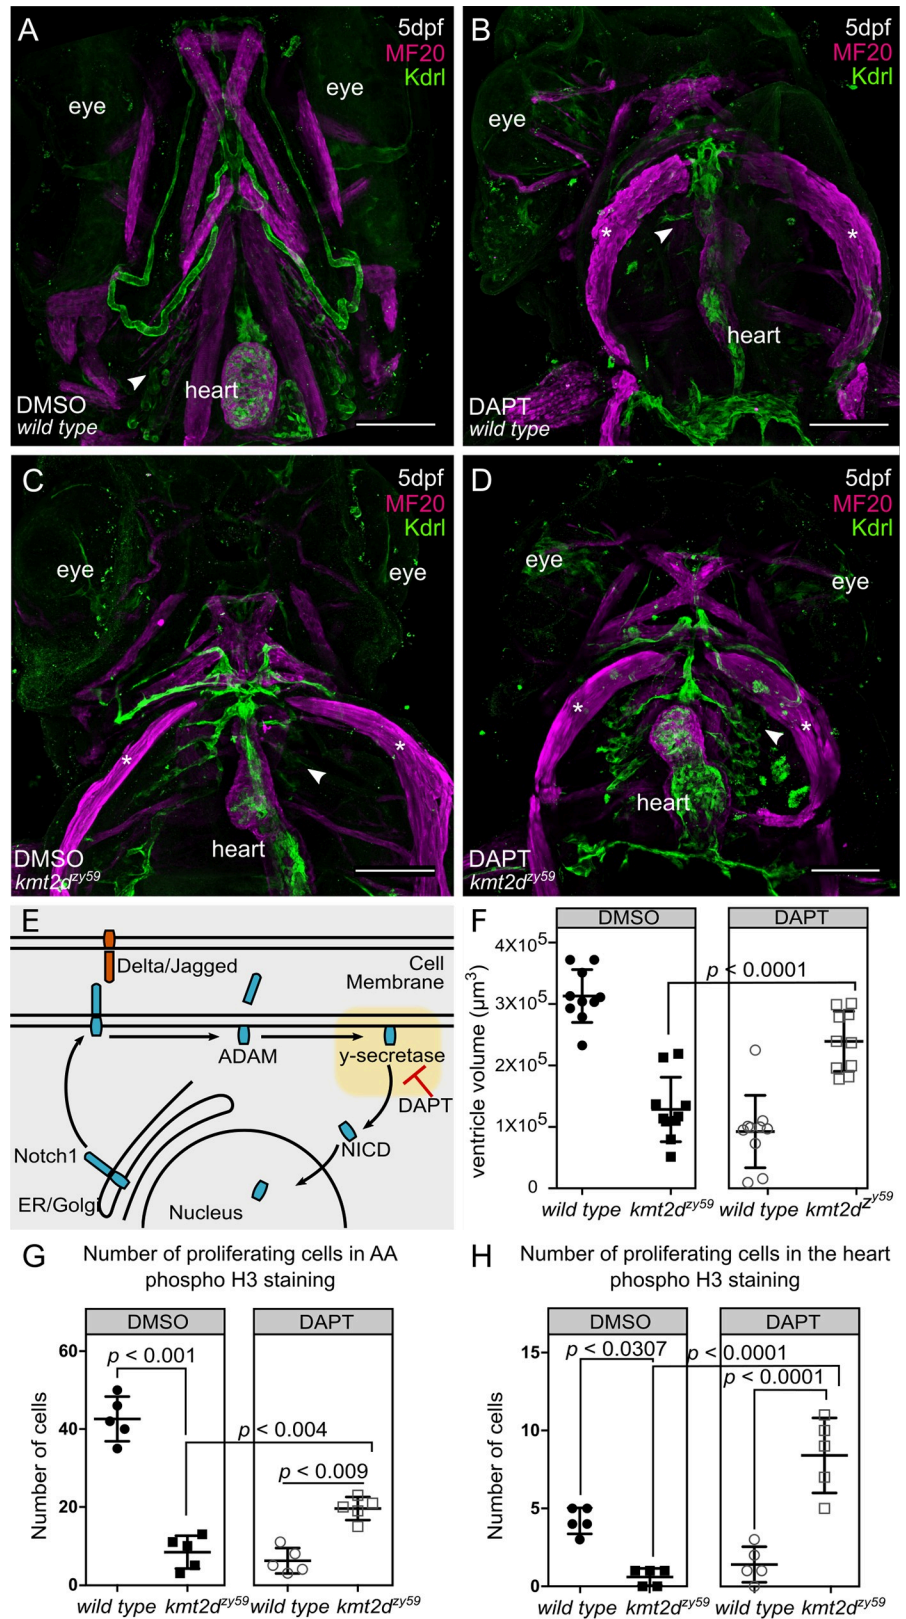 A
5dpf
MF20
Kdrl
eye
eye
heart
DMSO
wild type
B
5dpf
MF20
Kdrl
eye
*
*
heart
DAPT
wild type
C
5dpf
MF20
Kdrl
eye
eye
*
*
heart
DMSO
kmt2d^zy59
D
5dpf
MF20
Kdrl
eye
eye
*
*
heart
DAPT
kmt2d^zy59
E
Delta/Jagged
Cell
Membrane
ADAM
y-secretase
DAPT
NICD
Notch1
ER/Golgi
Nucleus
F
DMSO
DAPT
ventricle volume (µm³)
4X10⁵
3X10⁵
2X10⁵
1X10⁵
0
p < 0.0001
wild type
kmt2d^zy59
wild type
kmt2d^zy59
G
Number of proliferating cells in AA
phospho H3 staining
DMSO
DAPT
Number of cells
60
40
20
0
p < 0.001
p < 0.004
p < 0.009
wild type
kmt2d^zy59
wild type
kmt2d^zy59
H
Number of proliferating cells in the heart
phospho H3 staining
DMSO
DAPT
Number of cells
15
10
5
0
p < 0.0307
p < 0.0001
p < 0.0001
wild type
kmt2d^zy59
wild type
kmt2d^zy59